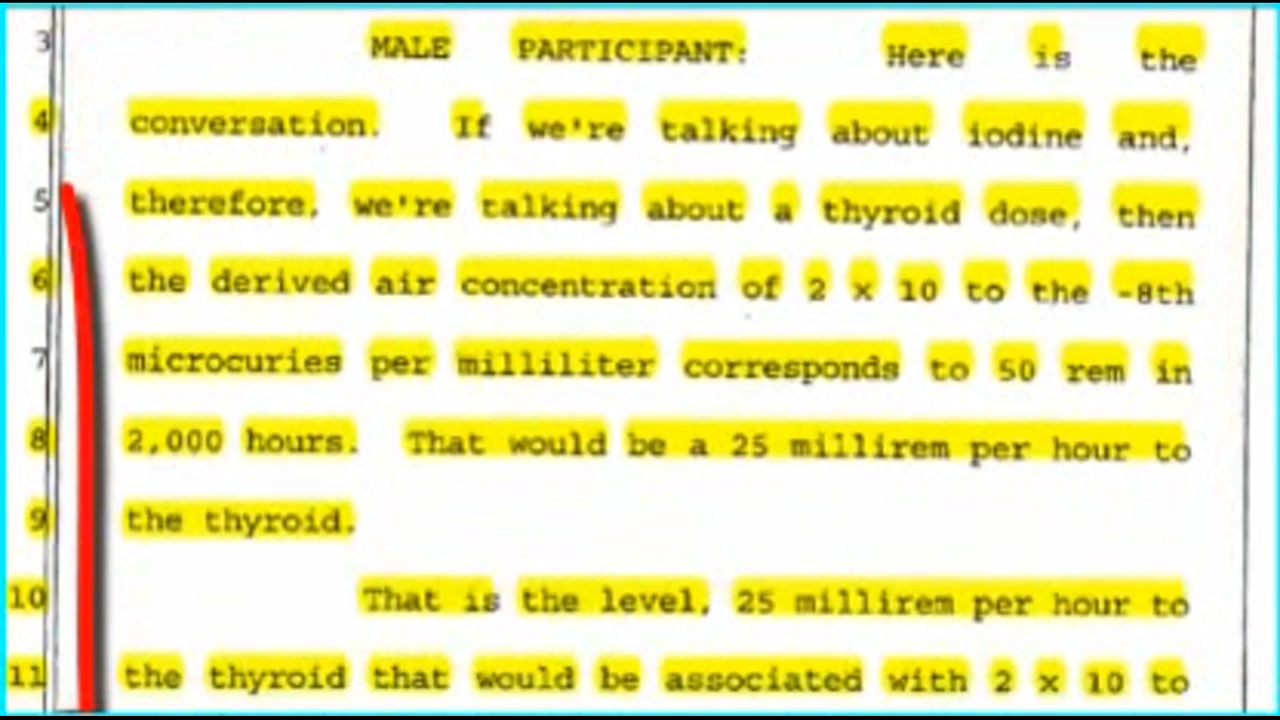 3 MALE PARTICIPANT: Here is the
4 conversation. If we're talking about iodine and,
5 therefore, we're talking about a thyroid dose, then
6 the derived air concentration of 2 x 10 to the -8th
7 microcuries per milliliter corresponds to 50 rem in
8 2,000 hours. That would be a 25 millirem per hour to
9 the thyroid.
10 That is the level, 25 millirem per hour to
11 the thyroid that would be associated with 2 x 10 to